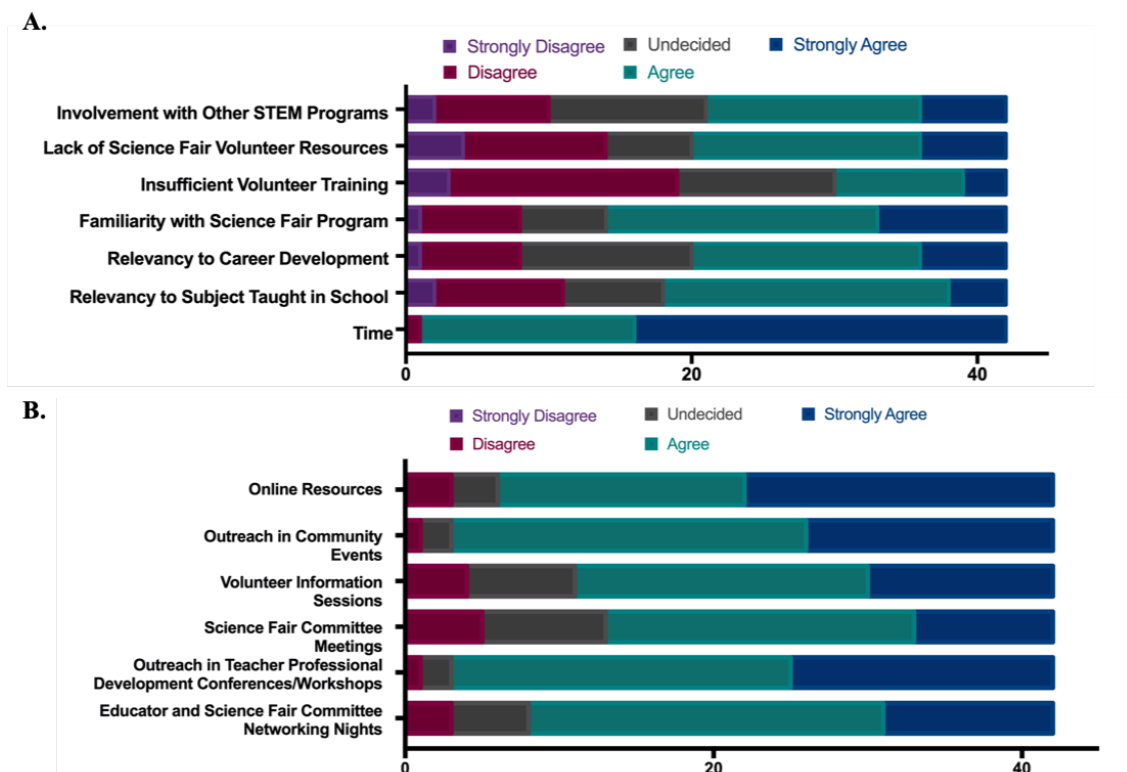 A.
Strongly Disagree Undecided Strongly Agree
Disagree Agree
Involvement with Other STEM Programs
Lack of Science Fair Volunteer Resources
Insufficient Volunteer Training
Familiarity with Science Fair Program
Relevancy to Career Development
Relevancy to Subject Taught in School
Time
0 20 40
B.
Strongly Disagree Undecided Strongly Agree
Disagree Agree
Online Resources
Outreach in Community
Events
Volunteer Information
Sessions
Science Fair Committee
Meetings
Outreach in Teacher Professional
Development Conferences/Workshops
Educator and Science Fair Committee
Networking Nights
0 20 40